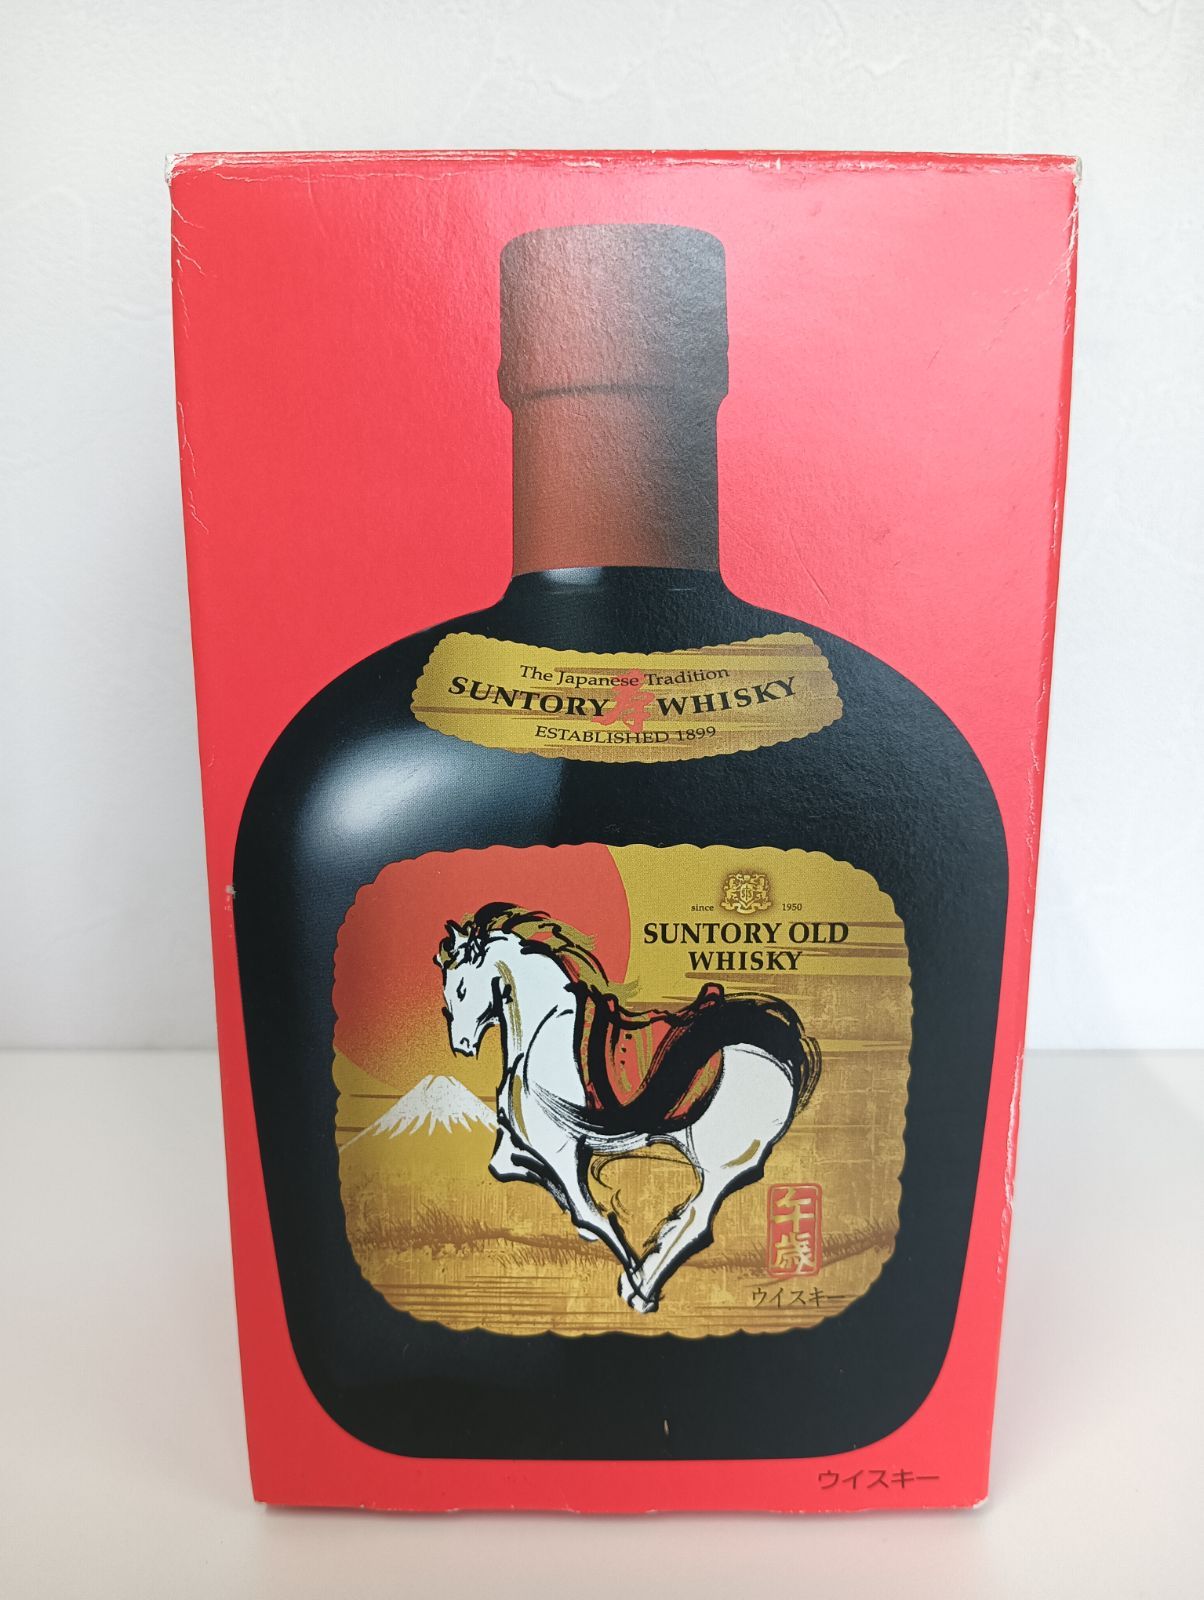 The Japanese Tradition
SUNTORY 寿 WHISKY
ESTABLISHED 1899
since 1950
SUNTORY OLD
WHISKY
午歳
ウイスキー
ウイスキー